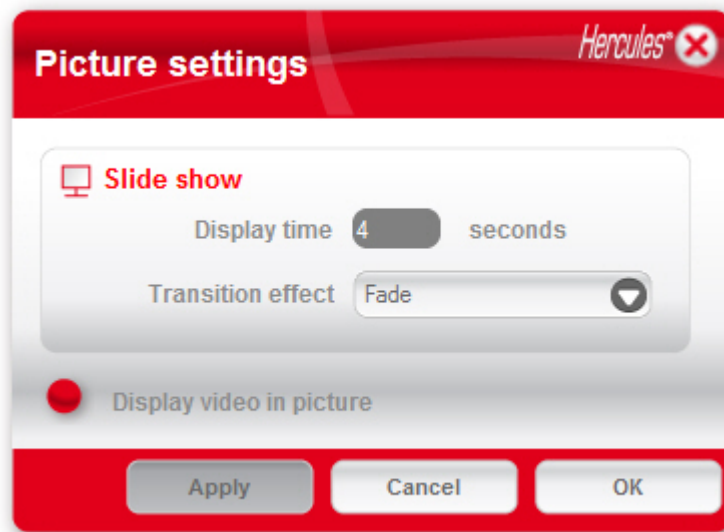 Hercules®
Picture settings
Slide show
Display time 4 seconds
Transition effect Fade
Display video in picture
Apply Cancel OK